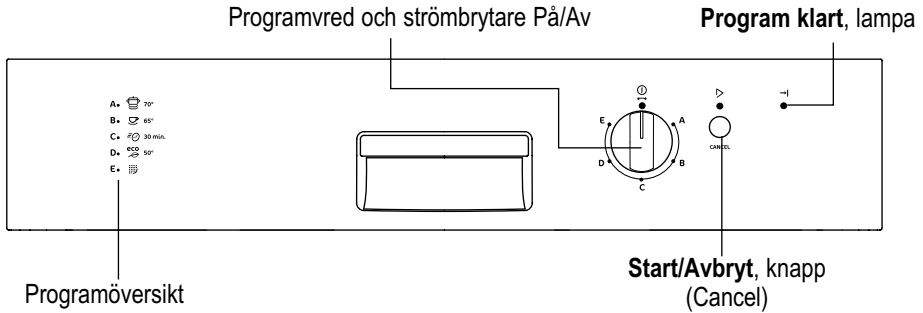 Programvred och strömbrytare På/Av
Program klart, lampa
A• 70°
B• 65°
C• 30 min.
D• eco 50°
E•
E A
D B
C
CANCEL
Start/Avbryt, knapp
(Cancel)
Programöversikt